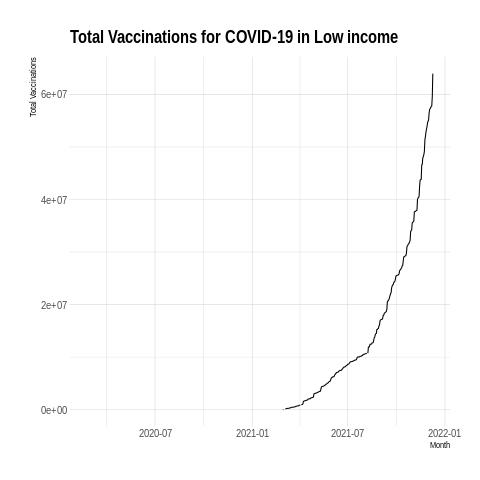 Total Vaccinations for COVID-19 in Low income
Total Vaccinations
6e+07
4e+07
2e+07
0e+00
2020-07 2021-01 2021-07 2022-01
Month